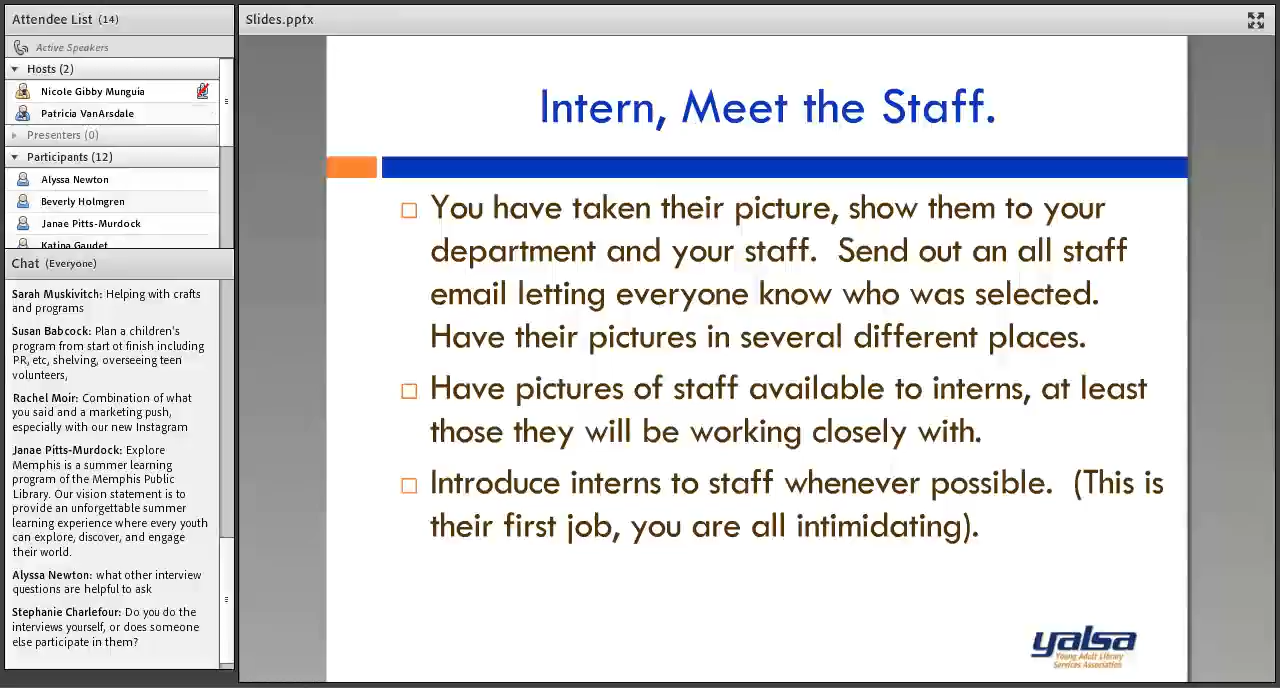 Attendee List (14)
Active Speakers
Hosts (2)
Nicole Gibby Munguia
Patricia VanArsdale
Presenters (0)
Participants (12)
Alyssa Newton
Beverly Holmgren
Janae Pitts-Murdock
Katina Gaudet
Chat (Everyone)
Sarah Muskivitch: Helping with crafts
and programs
Susan Babcock: Plan a children's
program from start ot finish including
PR, etc, shelving, overseeing teen
volunteers,
Rachel Moir: Combination of what
you said and a marketing push,
especially with our new Instagram
Janae Pitts-Murdock: Explore
Memphis is a summer learning
program of the Memphis Public
Library. Our vision statement is to
provide an unforgettable summer
learning experience where every youth
can explore, discover, and engage
their world.
Alyssa Newton: what other interview
questions are helpful to ask
Stephanie Charlefour: Do you do the
interviews yourself, or does someone
else participate in them?
Slides.pptx
Intern, Meet the Staff.
You have taken their picture, show them to your
department and your staff.  Send out an all staff
email letting everyone know who was selected.
Have their pictures in several different places.
Have pictures of staff available to interns, at least
those they will be working closely with.
Introduce interns to staff whenever possible.  (This is
their first job, you are all intimidating).
yalsa
Young Adult Library
Services Association